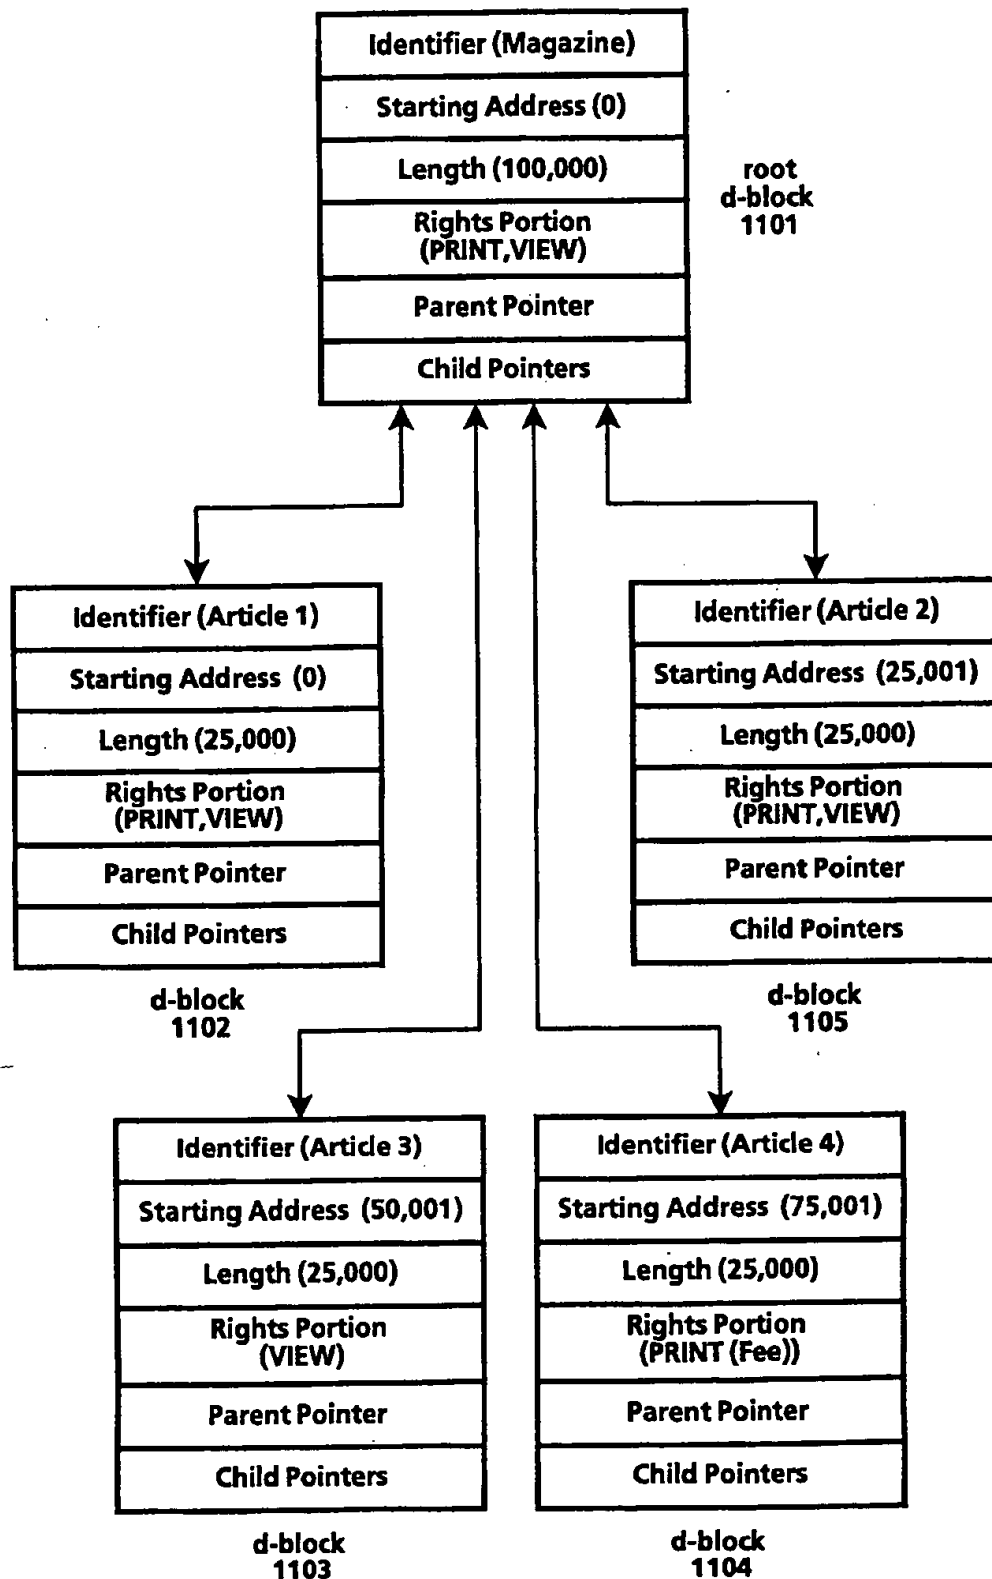 Identifier (Magazine)
Starting Address (0)
Length (100,000)
Rights Portion
(PRINT,VIEW)
Parent Pointer
Child Pointers
root
d-block
1101
Identifier (Article 1)
Starting Address (0)
Length (25,000)
Rights Portion
(PRINT,VIEW)
Parent Pointer
Child Pointers
d-block
1102
Identifier (Article 2)
Starting Address (25,001)
Length (25,000)
Rights Portion
(PRINT,VIEW)
Parent Pointer
Child Pointers
d-block
1105
Identifier (Article 3)
Starting Address (50,001)
Length (25,000)
Rights Portion
(VIEW)
Parent Pointer
Child Pointers
d-block
1103
Identifier (Article 4)
Starting Address (75,001)
Length (25,000)
Rights Portion
(PRINT (Fee))
Parent Pointer
Child Pointers
d-block
1104